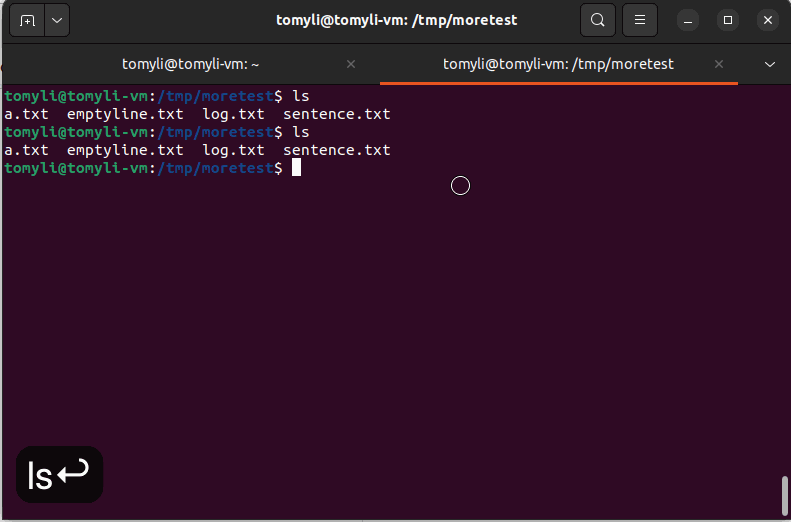 tomyli@tomyli-vm: /tmp/moretest
tomyli@tomyli-vm: ~
tomyli@tomyli-vm: /tmp/moretest
tomyli@tomyli-vm:/tmp/moretest$ ls
a.txt  emptyline.txt  log.txt  sentence.txt
tomyli@tomyli-vm:/tmp/moretest$ ls
a.txt  emptyline.txt  log.txt  sentence.txt
tomyli@tomyli-vm:/tmp/moretest$
ls↩